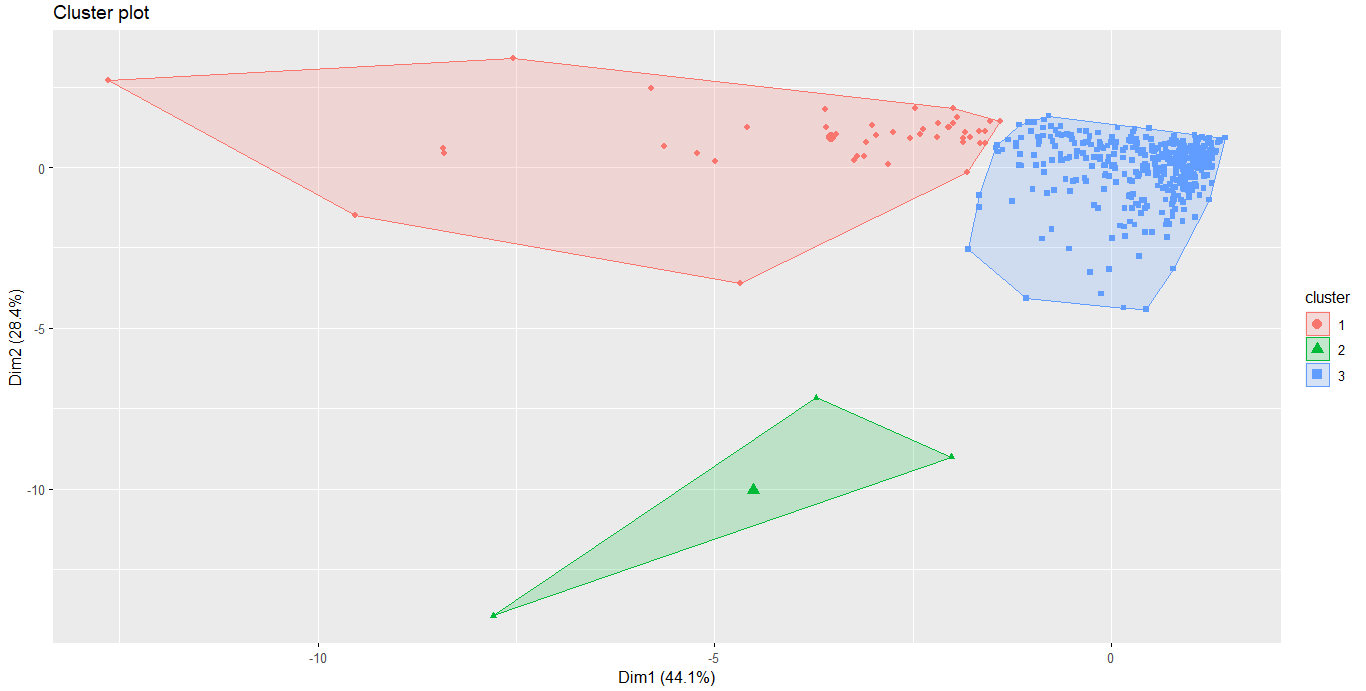 Cluster plot
0
-5
-10
Dim2 (28.4%)
-10
-5
0
Dim1 (44.1%)
cluster
1
2
3